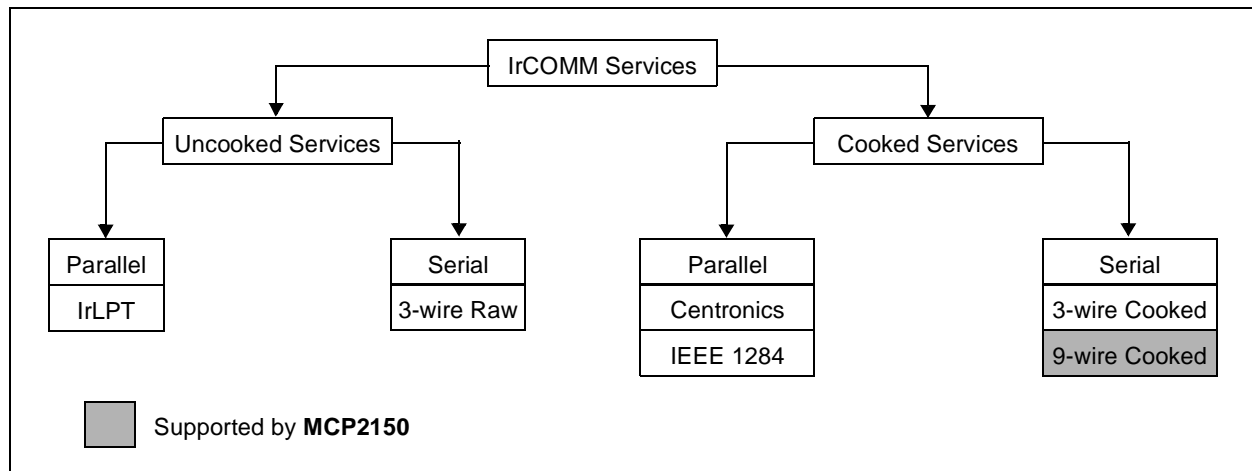 IrCOMM Services
Uncooked Services
Cooked Services
Parallel
IrLPT
Serial
3-wire Raw
Parallel
Centronics
IEEE 1284
Serial
3-wire Cooked
9-wire Cooked
Supported by MCP2150